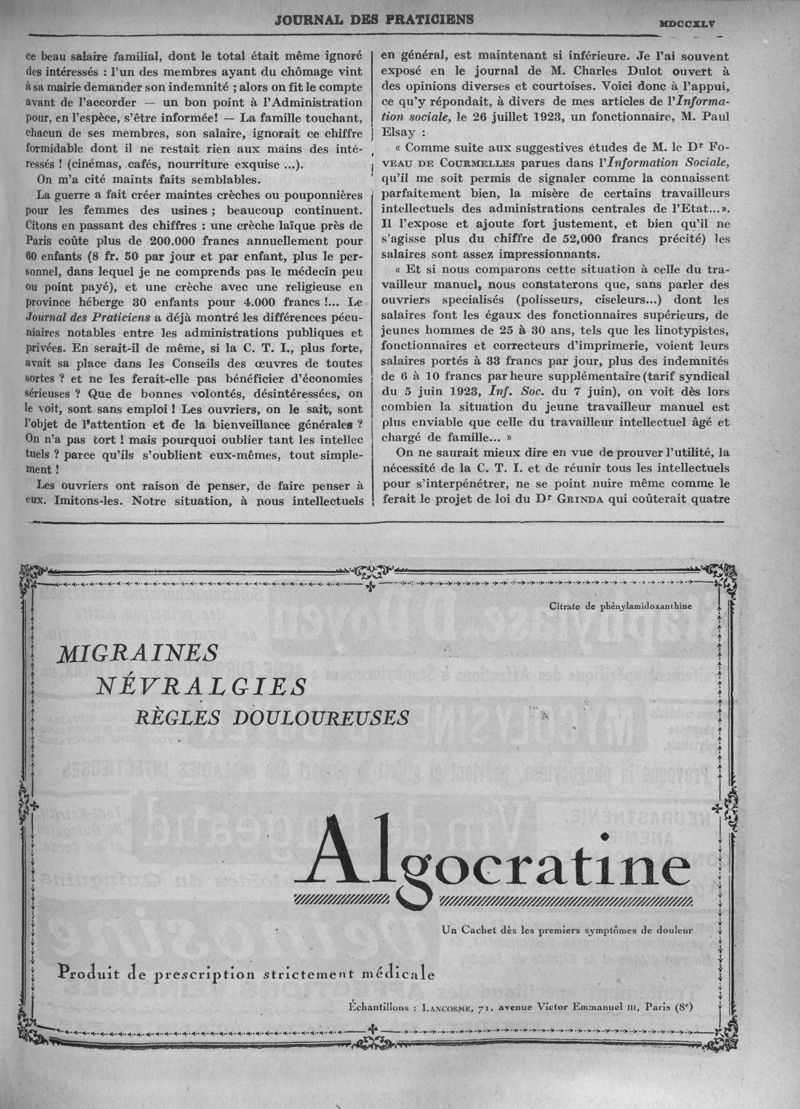 JOURNAL DES PRATICIENS
MDCCXLV
ce beau salaire familial, dont le total était même ignoré
des intéressés : l'un des membres ayant du chômage vint
à sa mairie demander son indemnité ; alors on fit le compte
avant de l'accorder — un bon point à l'Administration
pour, en l'espèce, s'être informée! — La famille touchant,
chacun de ses membres, son salaire, ignorait ce chiffre
formidable dont il ne restait rien aux mains des inté-
ressés ! (cinémas, cafés, nourriture exquise ...).
On m'a cité maints faits semblables.
La guerre a fait créer maintes crèches ou pouponnières
pour les femmes des usines ; beaucoup continuent.
Citons en passant des chiffres : une crèche laïque près de
Paris coûte plus de 200.000 francs annuellement pour
60 enfants (8 fr. 50 par jour et par enfant, plus le per-
sonnel, dans lequel je ne comprends pas le médecin peu
ou point payé), et une crèche avec une religieuse en
province héberge 30 enfants pour 4.000 francs !... Le
Journal des Praticiens a déjà montré les différences pécu-
niaires notables entre les administrations publiques et
privées. En serait-il de même, si la C. T. I., plus forte,
avait sa place dans les Conseils des œuvres de toutes
sortes ? et ne les ferait-elle pas bénéficier d'économies
sérieuses ? Que de bonnes volontés, désintéressées, on
le voit, sont sans emploi ! Les ouvriers, on le sait, sont
l'objet de l'attention et de la bienveillance générales ?
On n'a pas tort ! mais pourquoi oublier tant les intellec
tuels ? parce qu'ils s'oublient eux-mêmes, tout simple-
ment !
Les ouvriers ont raison de penser, de faire penser à
eux. Imitons-les. Notre situation, à nous intellectuels
en général, est maintenant si inférieure. Je l'ai souvent
exposé en le journal de M. Charles Dulot ouvert à
des opinions diverses et courtoises. Voici donc à l'appui,
ce qu'y répondait, à divers de mes articles de l'Informa-
tion sociale, le 26 juillet 1923, un fonctionnaire, M. Paul
Elsay :
« Comme suite aux suggestives études de M. le Dr FO-
VEAU DE COURMELLES parues dans l'Information Sociale,
qu'il me soit permis de signaler comme la connaissent
parfaitement bien, la misère de certains travailleurs
intellectuels des administrations centrales de l'Etat...».
Il l'expose et ajoute fort justement, et bien qu'il ne
s'agisse plus du chiffre de 52,000 francs précité) les
salaires sont assez impressionnants.
« Et si nous comparons cette situation à celle du tra-
vailleur manuel, nous constaterons que, sans parler des
ouvriers specialisés (polisseurs, ciseleurs...) dont les
salaires font les égaux des fonctionnaires supérieurs, de
jeunes hommes de 25 à 30 ans, tels que les linotypistes,
fonctionnaires et correcteurs d'imprimerie, voient leurs
salaires portés à 33 francs par jour, plus des indemnités
de 6 à 10 francs par heure supplémentaire (tarif syndical
du 5 juin 1923, Inf. Soc. du 7 juin), on voit dès lors
combien la situation du jeune travailleur manuel est
plus enviable que celle du travailleur intellectuel âgé et
chargé de famille... »
On ne saurait mieux dire en vue de prouver l'utilité, la
nécessité de la C. T. I. et de réunir tous les intellectuels
pour s'interpénétrer, ne se point nuire même comme le
ferait le projet de loi du Dr GRINDA qui coûterait quatre
Citrate de phénylamidoxanthine
MIGRAINES
NÉVRALGIES
RÈGLES DOULOUREUSES
Algocratine
Un Cachet dès les premiers symptômes de douleur
Produit de prescription strictement médicale
Échantillons : LANCOSME, 71, avenue Victor Emmanuel III, Paris (8e)